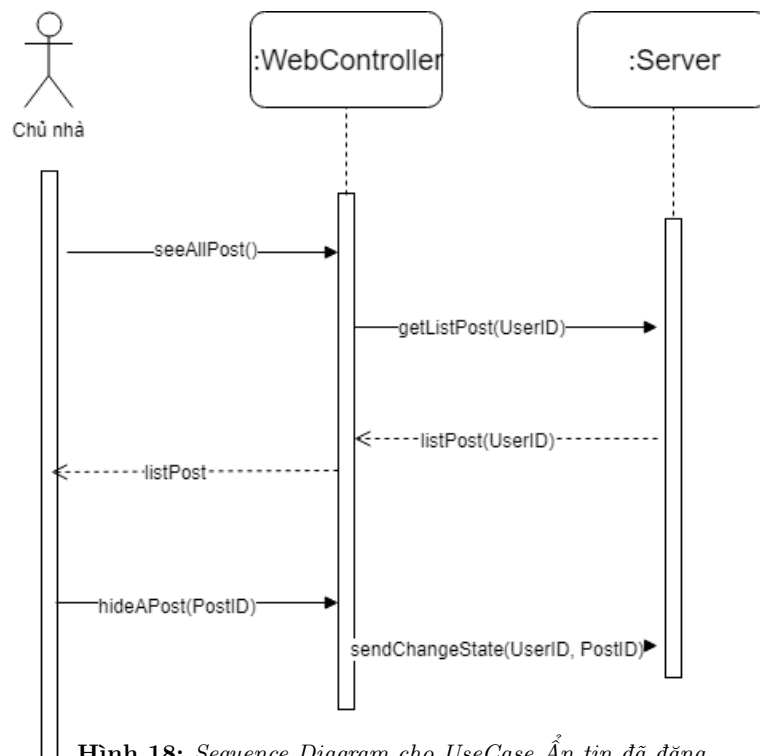 :WebController
:Server
Chủ nhà
seeAllPost()
getListPost(UserID)
listPost(UserID)
listPost
hideAPost(PostID)
sendChangeState(UserID, PostID)
Hình 18: Sequence Diagram cho UseCase Ẩn tin đã đăng